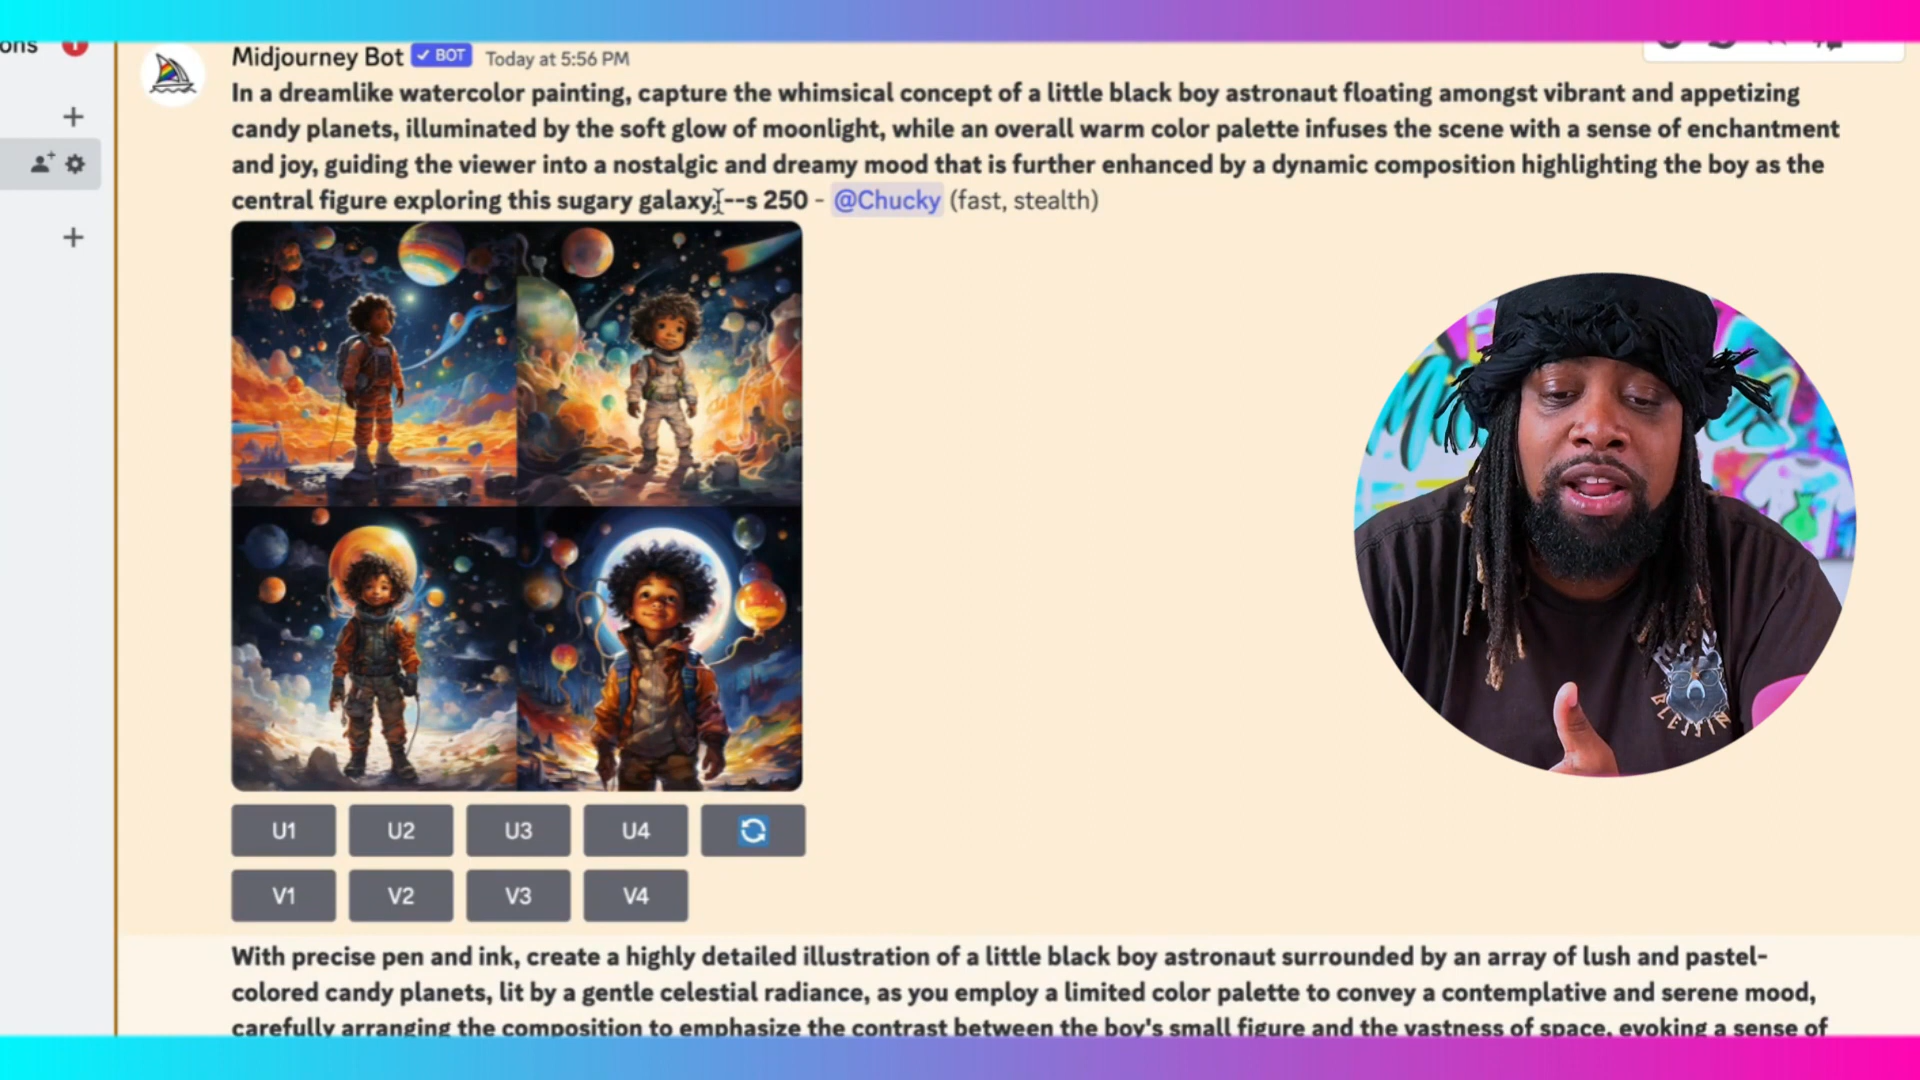 ons
Midjourney Bot ✓ BOT Today at 5:56 PM
In a dreamlike watercolor painting, capture the whimsical concept of a little black boy astronaut floating amongst vibrant and appetizing
candy planets, illuminated by the soft glow of moonlight, while an overall warm color palette infuses the scene with a sense of enchantment
and joy, guiding the viewer into a nostalgic and dreamy mood that is further enhanced by a dynamic composition highlighting the boy as the
central figure exploring this sugary galaxy. --s 250 - @Chucky (fast, stealth)
U1 U2 U3 U4
V1 V2 V3 V4
With precise pen and ink, create a highly detailed illustration of a little black boy astronaut surrounded by an array of lush and pastel-
colored candy planets, lit by a gentle celestial radiance, as you employ a limited color palette to convey a contemplative and serene mood,
carefully arranging the composition to emphasize the contrast between the boy's small figure and the vastness of space, evoking a sense of